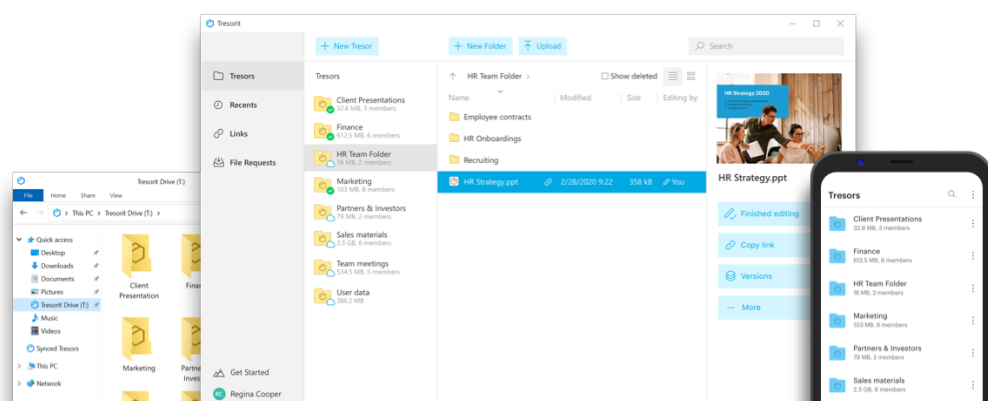 Tresorit
New Tresor
New Folder
Upload
Search
Tresors
Recents
Links
File Requests
Get Started
RC Regina Cooper
Tresors
Client Presentations
32.6 MB, 3 members
Finance
612.5 MB, 6 members
HR Team Folder
16 MB, 2 members
Marketing
103 MB, 8 members
Partners & Investors
79 MB, 2 members
Sales materials
2.3 GB, 6 members
Team meetings
534.5 MB, 5 members
User data
386.2 MB
HR Team Folder
Show deleted
Name Modified Size Editing by
Employee contracts
HR Onboardings
Recruiting
HR Strategy.ppt 2/28/2020 9:22 358 kB You
HR Strategy 2020
HR Strategy.ppt
Finished editing
Copy link
Versions
More
Tresorit Drive (T:)
File Home Share View
This PC > Tresorit Drive (T:) >
Quick access
Desktop
Downloads
Documents
Pictures
Tresorit Drive (T:)
Music
Videos
Synced Tresors
This PC
Network
Client
Presentation
Finan
Marketing
Partne
Inves
Tresors
Client Presentations
32.6 MB, 3 members
Finance
612.5 MB, 6 members
HR Team Folder
16 MB, 2 members
Marketing
103 MB, 8 members
Partners & Investors
79 MB, 2 members
Sales materials
2.3 GB, 6 members